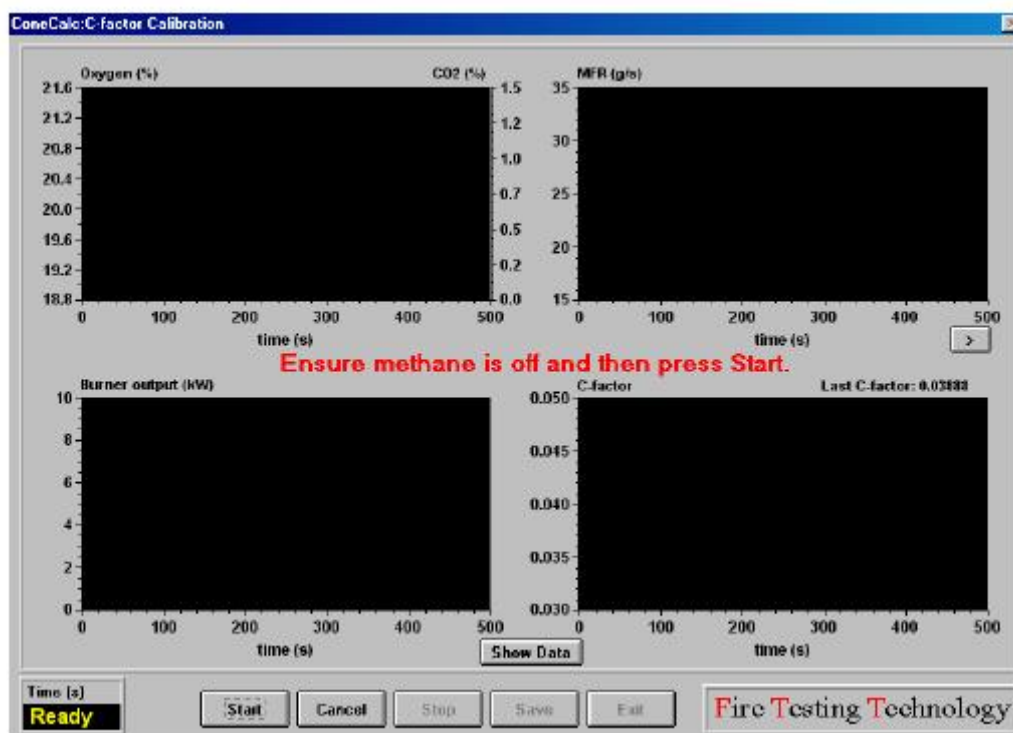 ConeCalc:C-factor Calibration
Oxygen (%) CO2 (%)
21.6
21.2
20.8
20.4
20.0
19.6
19.2
18.8
1.5
1.2
1.0
0.7
0.5
0.2
0.0
0 100 200 300 400 500
time (s)
MFR (g/s)
35
30
25
20
15
0 100 200 300 400 500
time (s)
>
Ensure methane is off and then press Start.
Burner output (kW)
10
8
6
4
2
0
0 100 200 300 400 500
time (s)
C-factor Last C-factor: 0.03888
0.050
0.045
0.040
0.035
0.030
0 100 200 300 400 500
time (s)
Show Data
Time (s)
Ready
Start Cancel Stop Save Exit
Fire Testing Technology